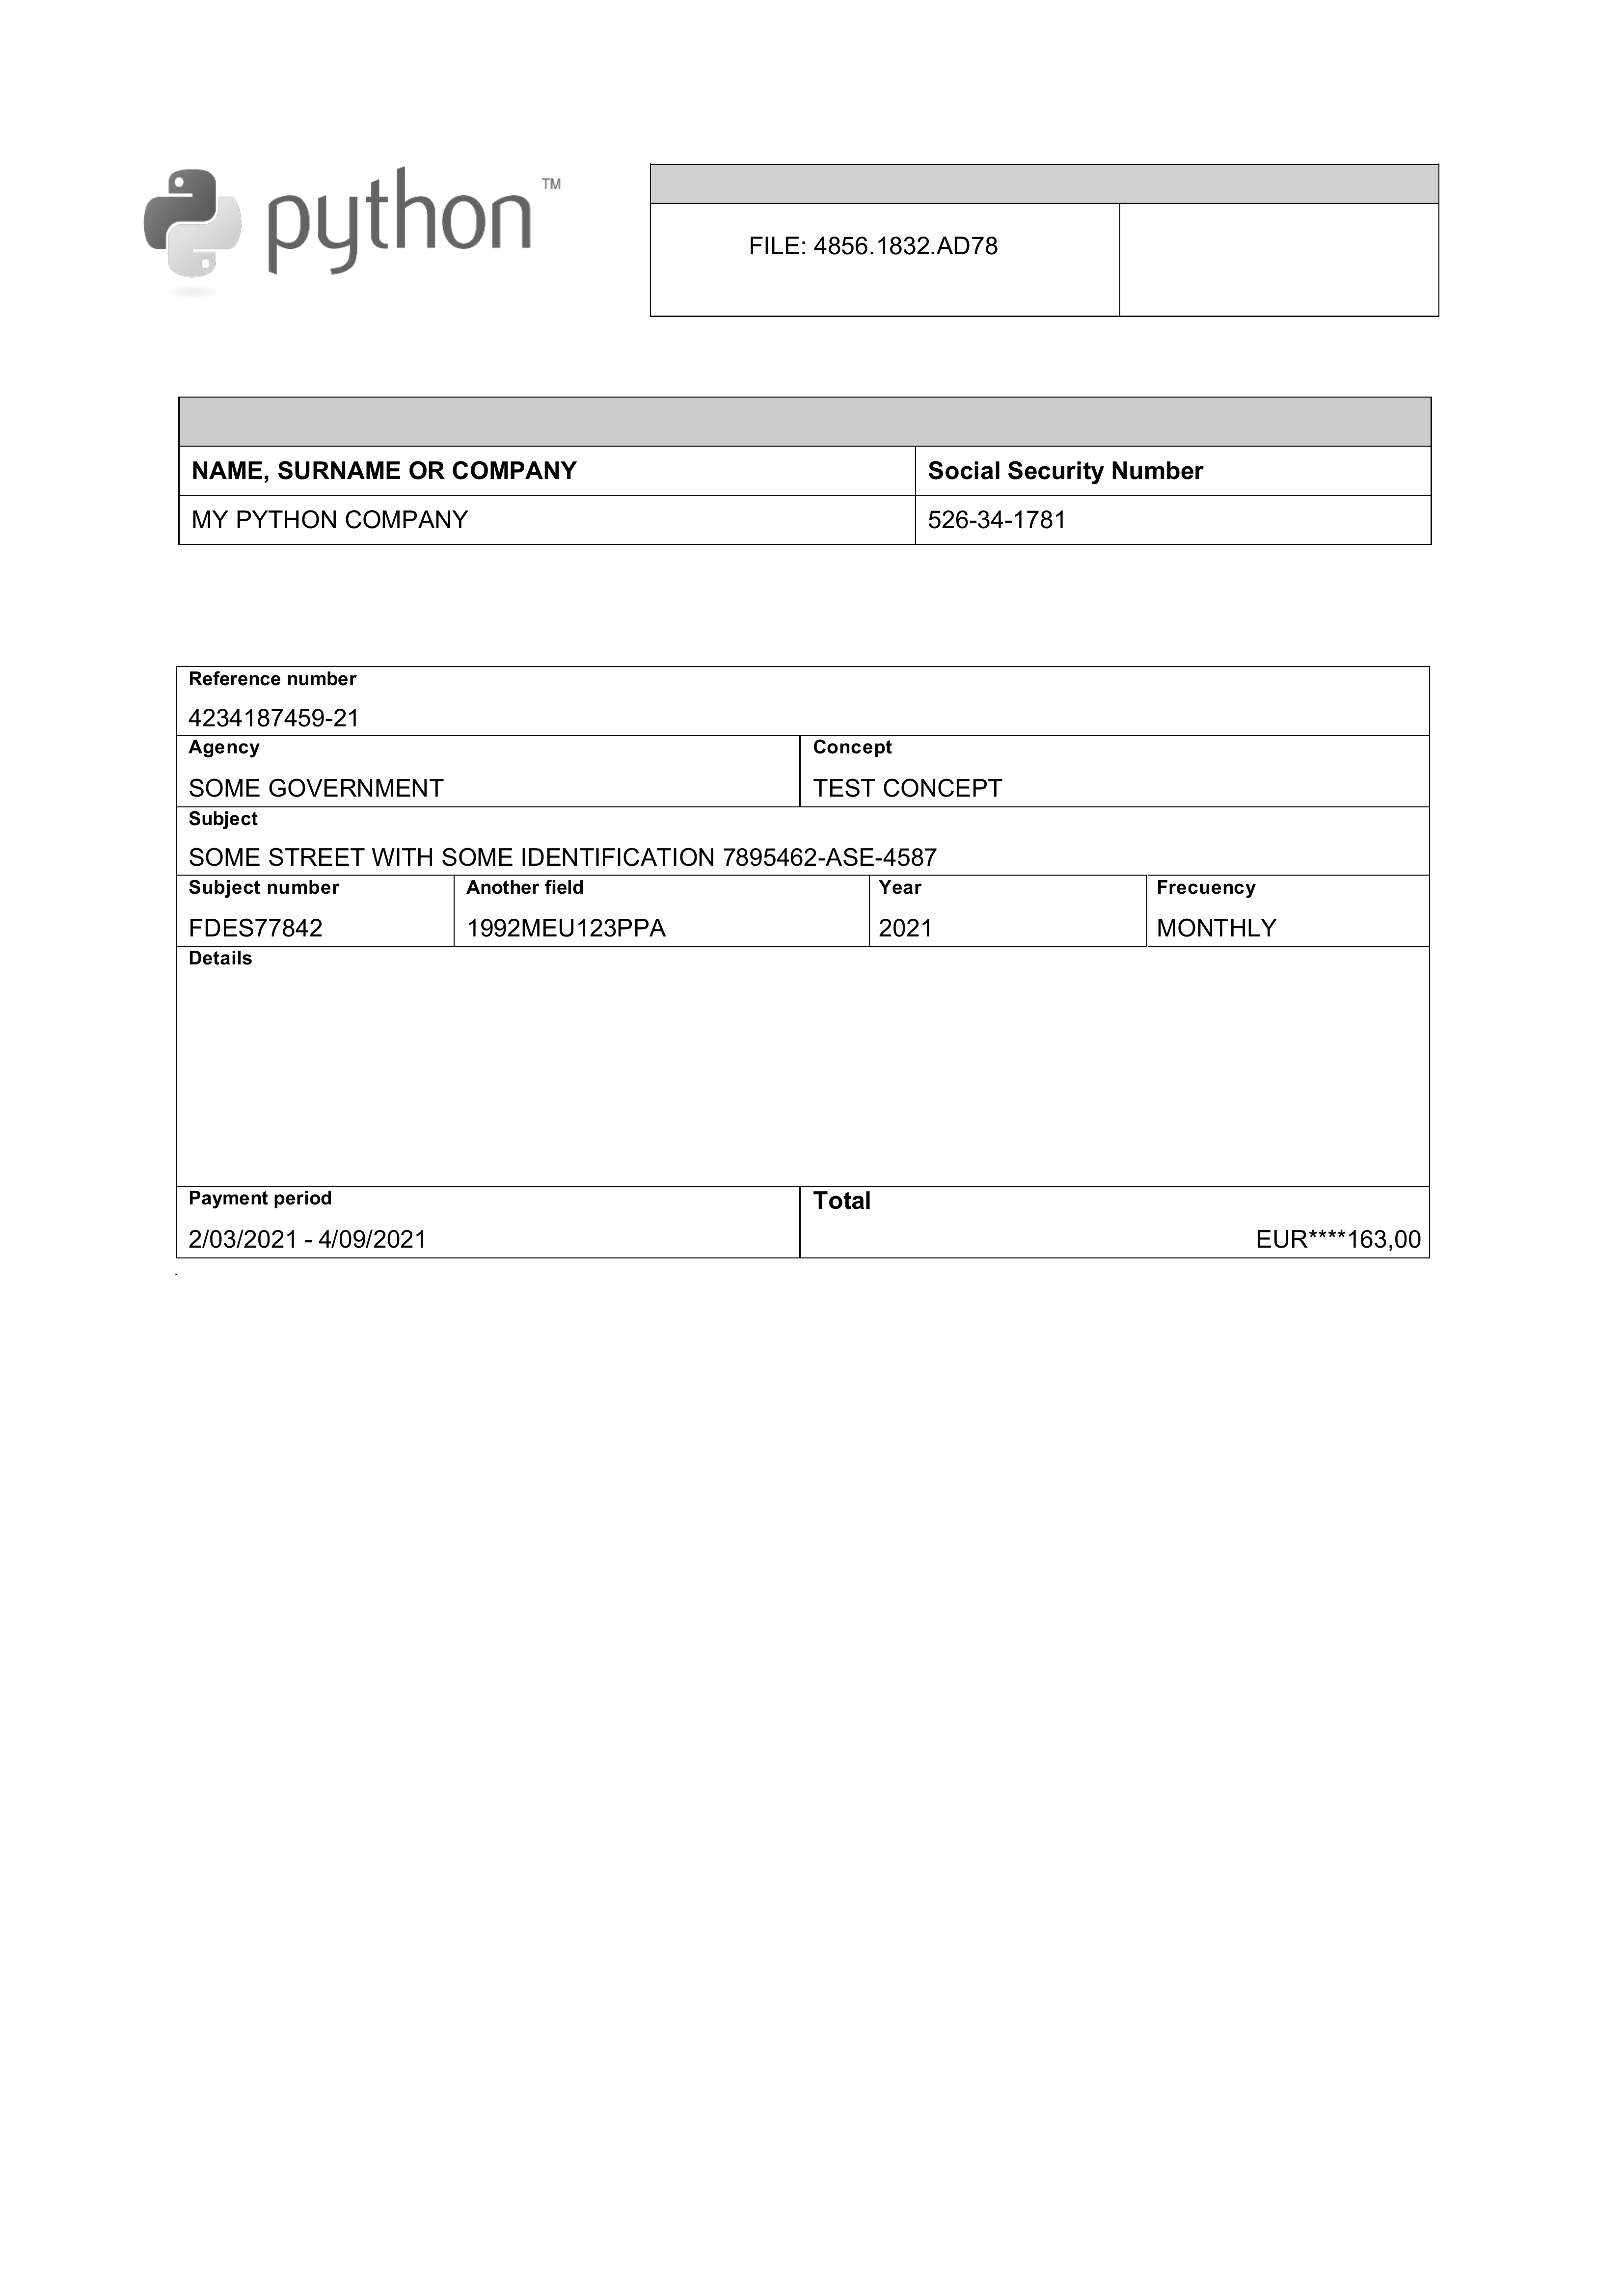 python™
FILE: 4856.1832.AD78
NAME, SURNAME OR COMPANY Social Security Number
MY PYTHON COMPANY 526-34-1781
Reference number
4234187459-21
Agency Concept
SOME GOVERNMENT TEST CONCEPT
Subject
SOME STREET WITH SOME IDENTIFICATION 7895462-ASE-4587
Subject number Another field Year Frecuency
FDES77842 1992MEU123PPA 2021 MONTHLY
Details
Payment period Total
2/03/2021 - 4/09/2021 EUR****163,00